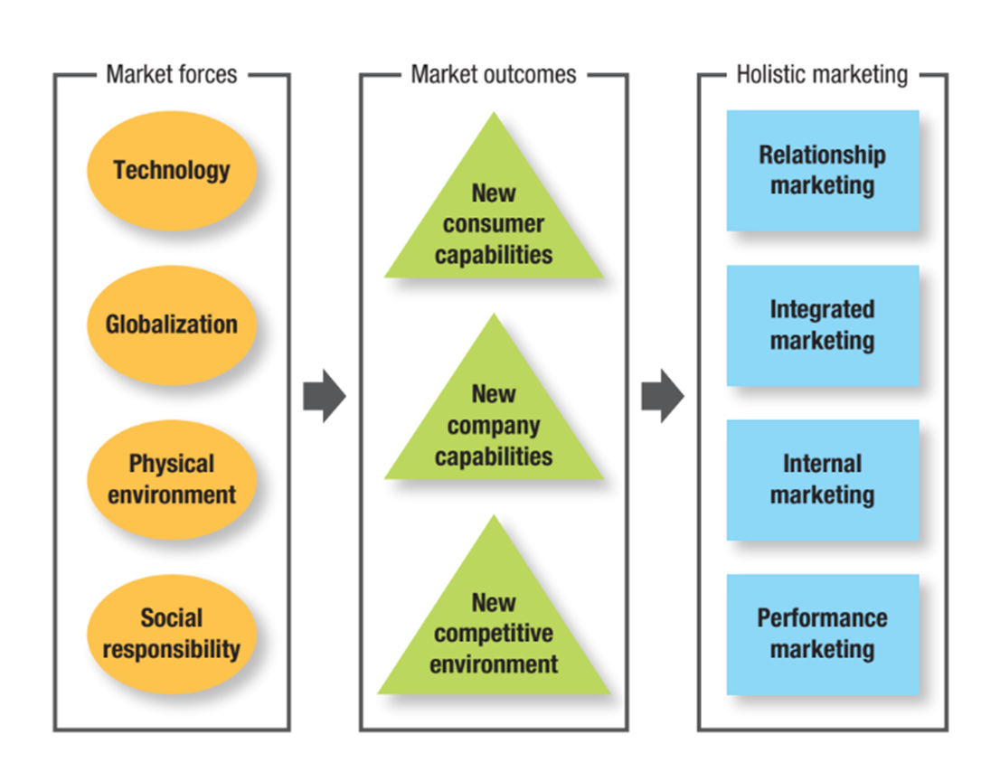 Market forces
Technology
Globalization
Physical
environment
Social
responsibility
Market outcomes
New
consumer
capabilities
New
company
capabilities
New
competitive
environment
Holistic marketing
Relationship
marketing
Integrated
marketing
Internal
marketing
Performance
marketing